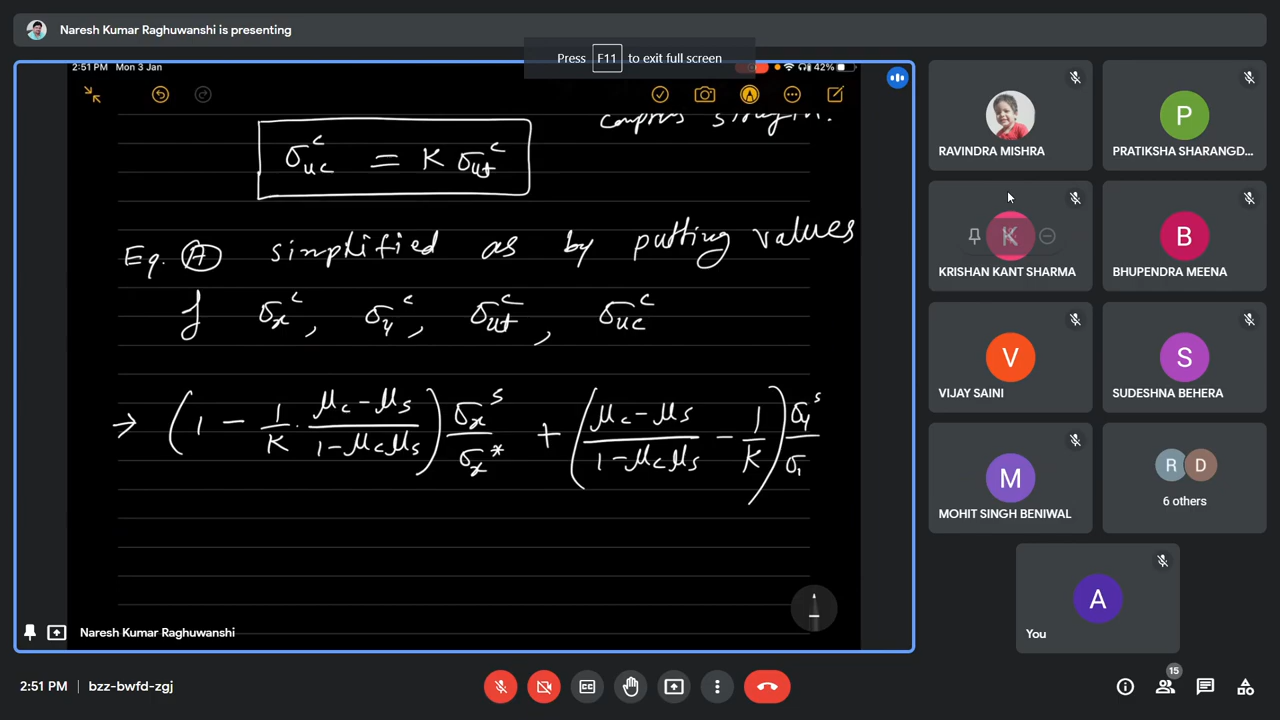 Naresh Kumar Raghuwanshi is presenting
Press F11 to exit full screen
2:51 PM Mon 3 Jan
42%
σuc^c = K σut^c
Eq. Ⓐ simplified as by putting values
of σx^c, σy^c, σut^c, σuc^c
→ (1 − 1/K · (μc−μs)/(1−μcμs)) σx^s/σx* + ((μc−μs)/(1−μcμs) − 1/K) σy^s/σ
Naresh Kumar Raghuwanshi
RAVINDRA MISHRA
P
PRATIKSHA SHARANGD...
K
KRISHAN KANT SHARMA
B
BHUPENDRA MEENA
V
VIJAY SAINI
S
SUDESHNA BEHERA
M
MOHIT SINGH BENIWAL
R D
6 others
A
You
2:51 PM | bzz-bwfd-zgj
15